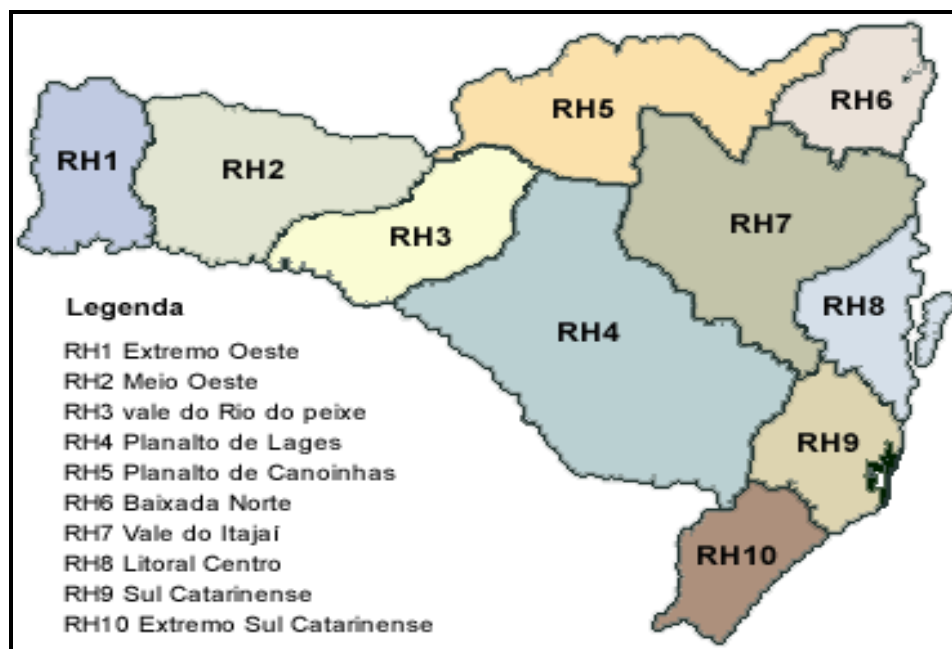 RH1
RH2
RH3
RH4
RH5
RH6
RH7
RH8
RH9
RH10
Legenda
RH1 Extremo Oeste
RH2 Meio Oeste
RH3 vale do Rio do peixe
RH4 Planalto de Lages
RH5 Planalto de Canoinhas
RH6 Baixada Norte
RH7 Vale do Itajaí
RH8 Litoral Centro
RH9 Sul Catarinense
RH10 Extremo Sul Catarinense